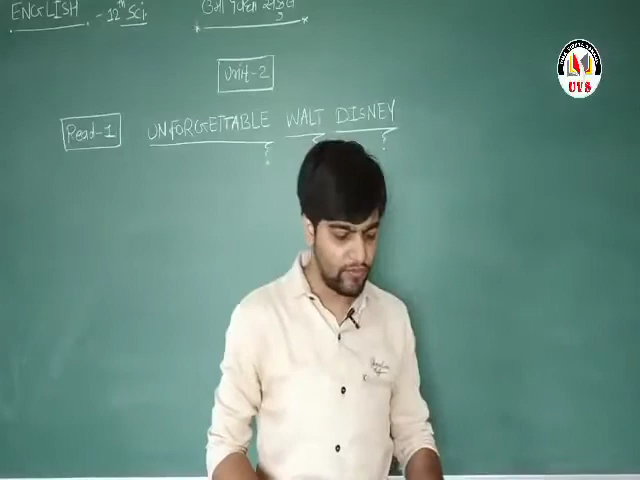 ENGLISH - 12th Sci.
Unit-2
Read-1 UNFORGETTABLE WALT DISNEY
? ?
UVS